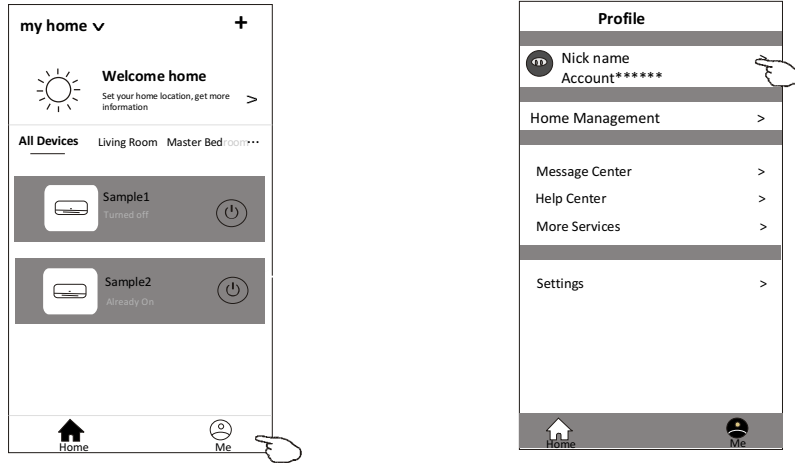 my home
+
Welcome home
Set your home location, get more
information
>
All Devices Living Room Master Bedroom...
Sample1
Turned off
Sample2
Already On
Home
Me
Profile
Nick name
Account******
Home Management >
Message Center >
Help Center >
More Services >
Settings >
Home
Me